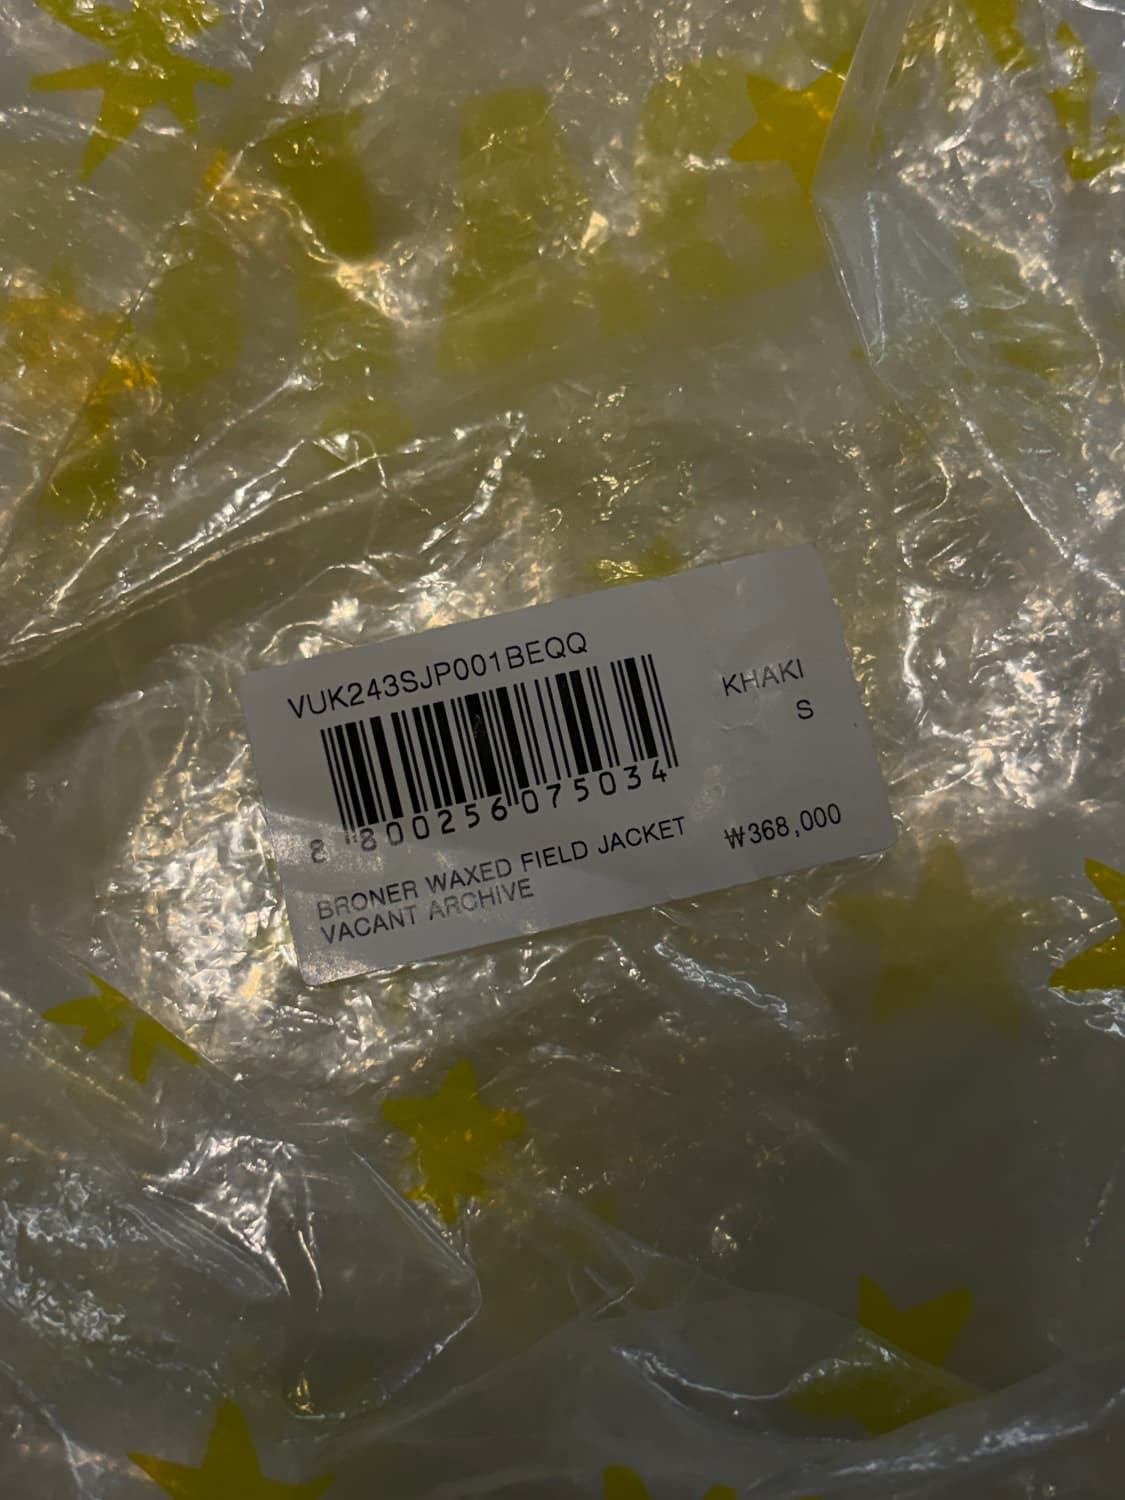 VUK243SJP001BEQQ
KHAKI
S
8 800256 075034
BRONER WAXED FIELD JACKET
VACANT ARCHIVE
₩368,000